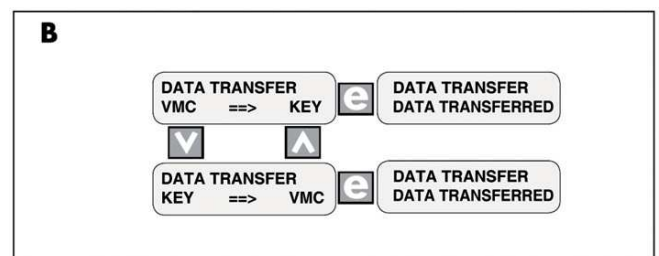 B
DATA TRANSFER
VMC ==> KEY
e
DATA TRANSFER
DATA TRANSFERRED
DATA TRANSFER
KEY ==> VMC
e
DATA TRANSFER
DATA TRANSFERRED